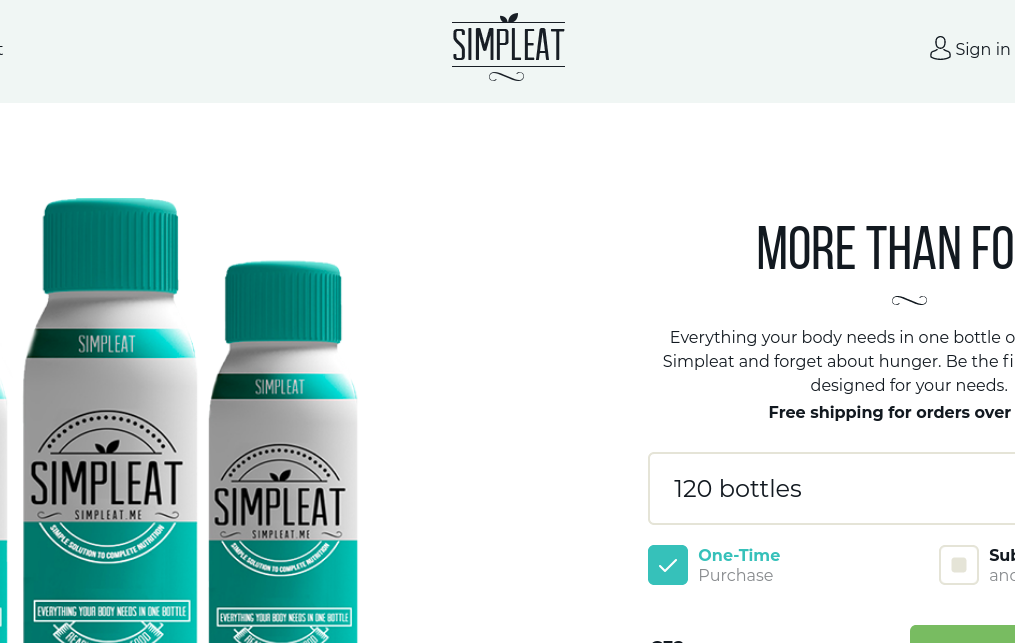 SIMPLEAT
Sign in
MORE THAN FO
Everything your body needs in one bottle o
Simpleat and forget about hunger. Be the fi
designed for your needs.
Free shipping for orders over
120 bottles
One-Time
Purchase
Sub
and
SIMPLEAT
SIMPLEAT
SIMPLEAT.ME
SIMPLE SOLUTION TO COMPLETE NUTRITION
EVERYTHING YOUR BODY NEEDS IN ONE BOTTLE
SIMPLEAT
SIMPLEAT
SIMPLEAT.ME
SIMPLE SOLUTION TO COMPLETE NUTRITION
EVERYTHING YOUR BODY NEEDS IN ONE BOTTLE